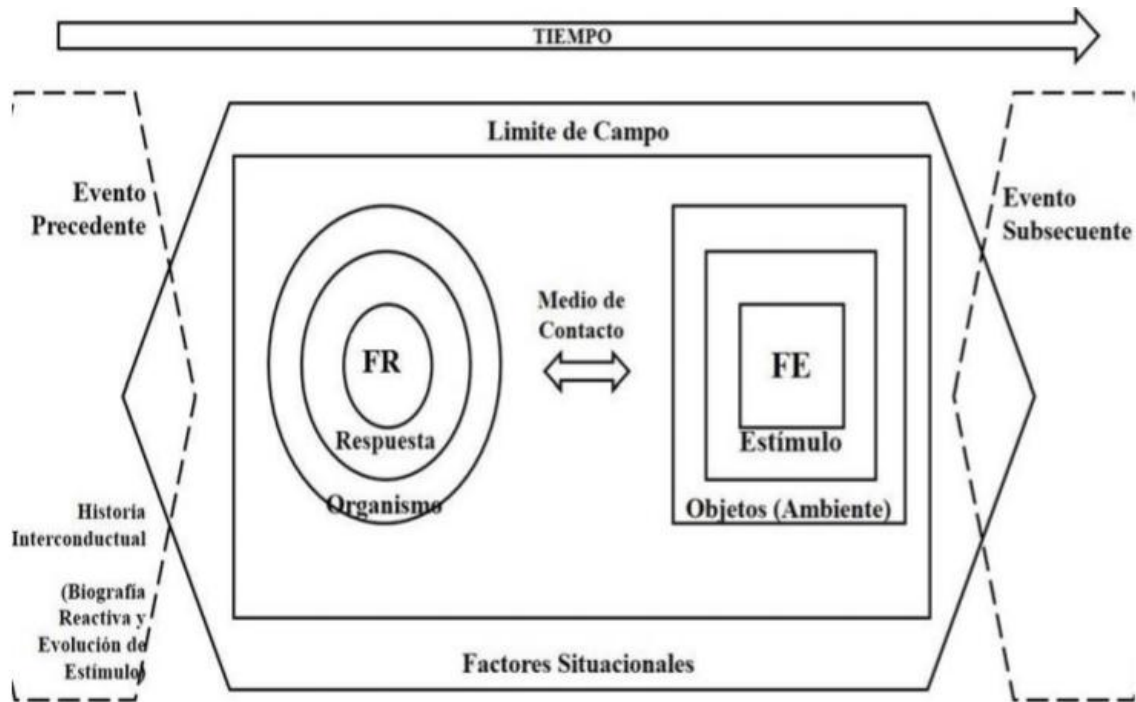 TIEMPO
Limite de Campo
Evento
Precedente
Evento
Subsecuente
Medio de
Contacto
FR
FE
Respuesta
Estímulo
Organismo
Objetos (Ambiente)
Historia
Interconductual
(Biografía
Reactiva y
Evolución de
Estímulo)
Factores Situacionales